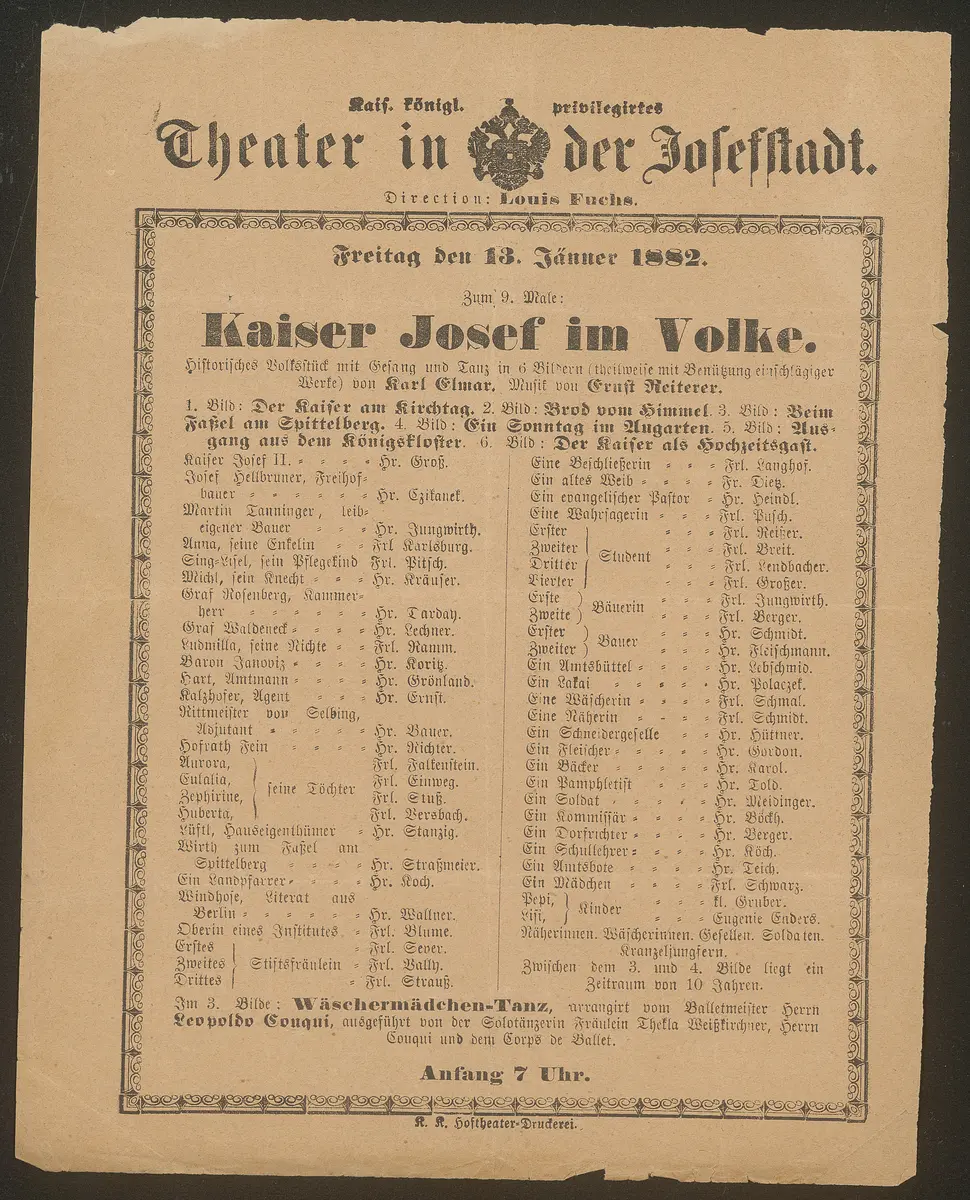 Kais. königl. privilegirtes
Theater in der Josefstadt.
Direction: Louis Fuchs.
Freitag den 13. Jänner 1882.
Zum 9. Male:
Kaiser Josef im Volke.
Historisches Volksstück mit Gesang und Tanz in 6 Bildern (theilweise mit Benützung einschlägiger
Werke) von Karl Elmar. Musik von Ernst Reiterer.
1. Bild: Der Kaiser am Kirchtag. 2. Bild: Brod vom Himmel. 3. Bild: Beim
Faßel am Spittelberg. 4. Bild: Ein Sonntag im Augarten. 5. Bild: Aus-
gang aus dem Königskloster. 6. Bild: Der Kaiser als Hochzeitsgast.
Kaiser Josef II. - - - - Hr. Groß.
Josef Hellbruner, Freihof-
bauer - - - - - - Hr. Czikanek.
Martin Tanninger, leib-
eigener Bauer - - - Hr. Jungwirth.
Anna, seine Enkelin - - Frl Karlsburg.
Sing-Lisel, sein Pflegekind Frl. Pitsch.
Michl, sein Knecht - - - Hr. Kräuser.
Graf Rosenberg, Kammer-
herr - - - - - - Hr. Tarday.
Graf Waldeneck - - - - Hr. Lechner.
Ludmilla, seine Nichte - - Frl. Ramm.
Baron Janoviz - - - - Hr. Koritz.
Hart, Amtmann - - - - Hr. Grönland.
Kalzhofer, Agent - - - Hr. Ernst.
Rittmeister von Selbing,
Adjutant - - - - - Hr. Bauer.
Hofrath Fein - - - - Hr. Richter.
Aurora, Frl. Falkenstein.
Eulalia, Frl. Einweg.
seine Töchter
Zephirine, Frl. Stuß.
Huberta, Frl. Versbach.
Lüftl, Hauseigenthümer - Hr. Stanzig.
Wirth zum Faßel am
Spittelberg - - - - Hr. Straßmeier.
Ein Landpfarrer - - - - Hr. Koch.
Windhose, Literat aus
Berlin - - - - - - Hr. Wallner.
Oberin eines Institutes - Frl. Blume.
Erstes - Frl. Sever.
Zweites Stiftsfräulein - Frl. Vally.
Drittes - Frl. Strauß.
Eine Beschließerin - - - Frl. Langhof.
Ein altes Weib - - - - Fr. Dietz.
Ein evangelischer Pastor - Hr. Heindl.
Eine Wahrsagerin - - - Frl. Pusch.
Erster - - - Frl. Reißer.
Zweiter - - - Frl. Breit.
Student
Dritter - - - Frl. Lendbacher.
Vierter - - - Frl. Großer.
Erste - - - Frl. Jungwirth.
Bäuerin
Zweite - - - Frl. Berger.
Erster - - - Hr. Schmidt.
Bauer
Zweiter - - - Hr. Fleischmann.
Ein Amtsbüttel - - - - Hr. Lebschmid.
Ein Lakai - - - - - Hr. Polaczek.
Eine Wäscherin - - - - Frl. Schmal.
Eine Näherin - - - - Frl. Schmidt.
Ein Schneidergeselle - - Hr. Hüttner.
Ein Fleischer - - - - - Hr. Gordon.
Ein Bäcker - - - - - Hr. Karol.
Ein Pamphletist - - - Hr. Told.
Ein Soldat - - - - - Hr. Meidinger.
Ein Kommissär - - - - Hr. Böckh.
Ein Dorfrichter - - - - Hr. Berger.
Ein Schullehrer - - - - Hr. Köch.
Ein Amtsbote - - - - Hr. Teich.
Ein Mädchen - - - - Frl. Schwarz.
Pepi, - - - kl. Gruber.
Kinder
Lisi, - - - Eugenie Enders.
Näherinnen. Wäscherinnen. Gesellen. Soldaten.
Kranzeljungfern.
Zwischen dem 3. und 4. Bilde liegt ein
Zeitraum von 10 Jahren.
Im 3. Bilde: Wäschermädchen-Tanz, arrangirt vom Balletmeister Herrn
Leopoldo Couqui, ausgeführt von der Solotänzerin Fräulein Thekla Weißkirchner, Herrn
Couqui und dem Corps de Ballet.
Anfang 7 Uhr.
K. K. Hoftheater-Druckerei.